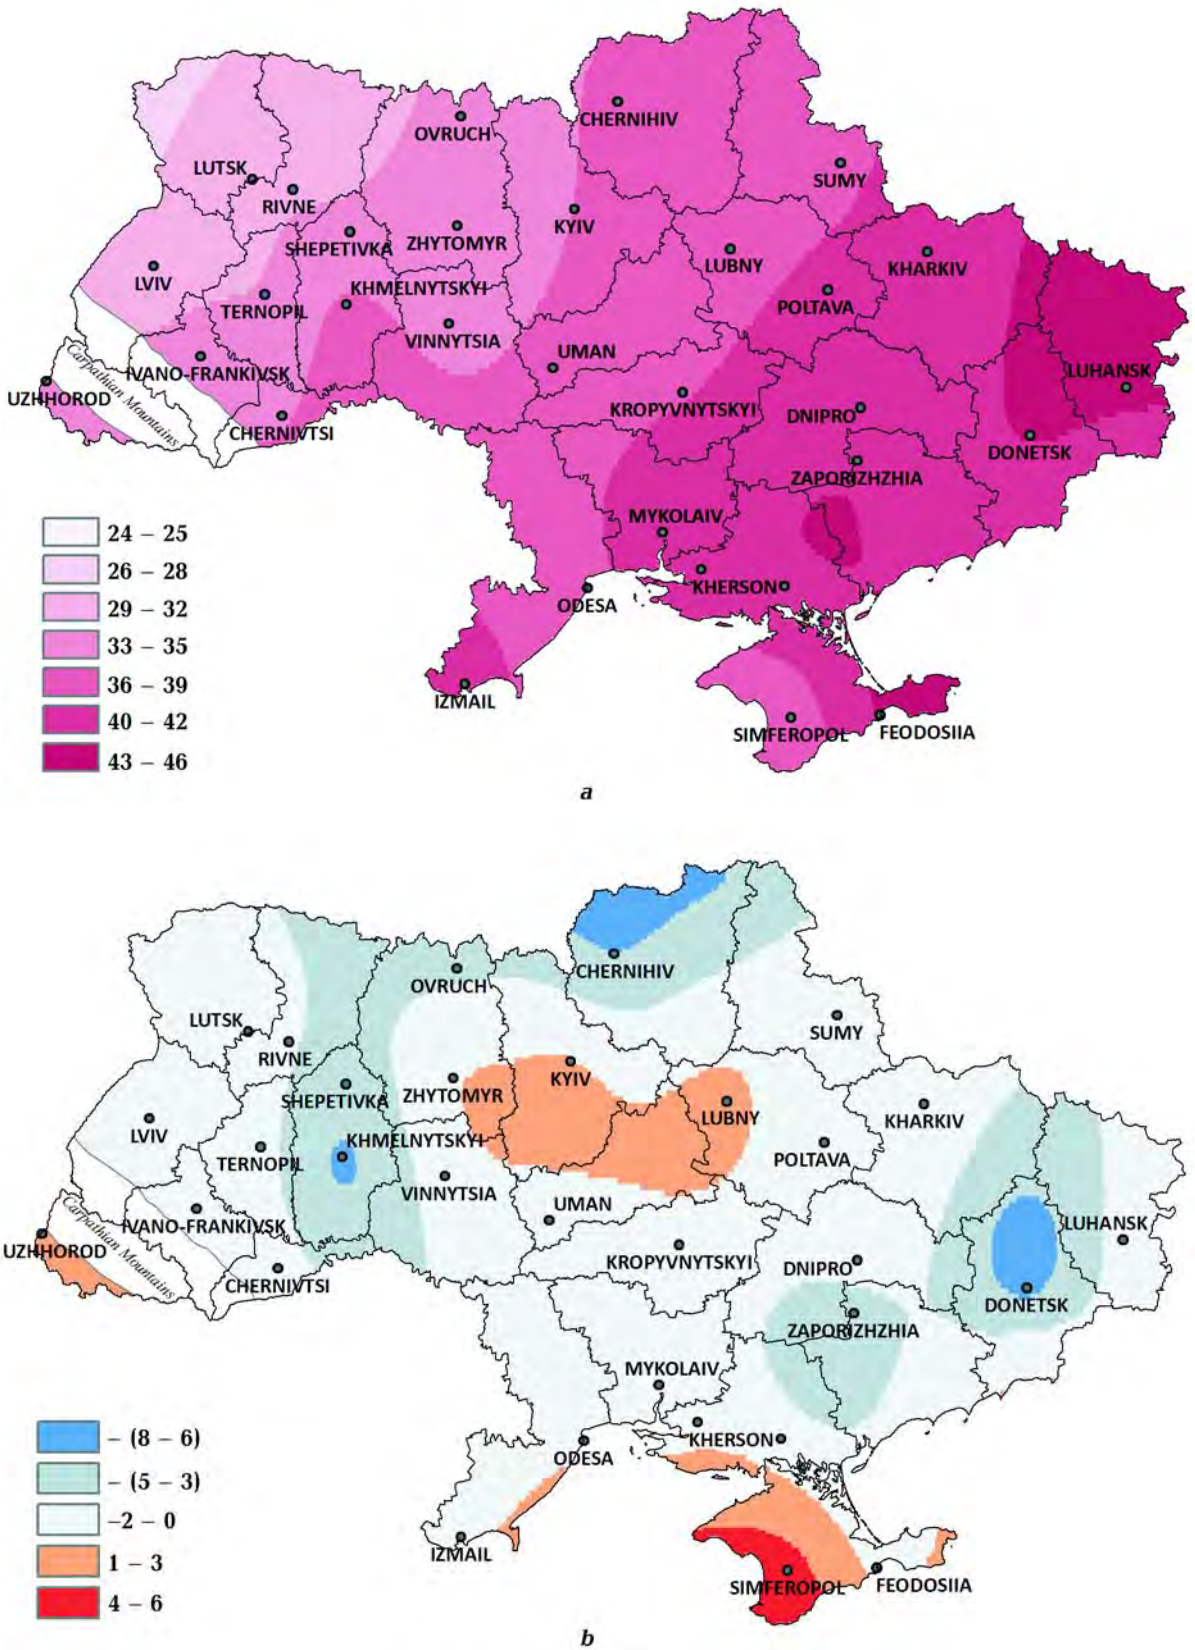 CHERNIHIV
OVRUCH
SUMY
LUTSK
RIVNE
KYIV
SHEPETIVKA
ZHYTOMYR
LUBNY
KHARKIV
LVIV
TERNOPIL
KHMELNYTSKYI
POLTAVA
VINNYTSIA
UMAN
Carpathian Mountains
IVANO-FRANKIVSK
LUHANSK
UZHHOROD
KROPYVNYTSKYI
DNIPRO
CHERNIVTSI
DONETSK
ZAPORIZHZHIA
MYKOLAIV
KHERSON
ODESA
IZMAIL
SIMFEROPOL
FEODOSIIA
24 – 25
26 – 28
29 – 32
33 – 35
36 – 39
40 – 42
43 – 46
a
CHERNIHIV
OVRUCH
SUMY
LUTSK
RIVNE
KYIV
SHEPETIVKA
ZHYTOMYR
LUBNY
KHARKIV
LVIV
KHMELNYTSKYI
TERNOPIL
POLTAVA
VINNYTSIA
UMAN
Carpathian Mountains
IVANO-FRANKIVSK
LUHANSK
UZHHOROD
KROPYVNYTSKYI
DNIPRO
CHERNIVTSI
DONETSK
ZAPORIZHZHIA
MYKOLAIV
KHERSON
ODESA
IZMAIL
SIMFEROPOL
FEODOSIIA
– (8 – 6)
– (5 – 3)
–2 – 0
1 – 3
4 – 6
b